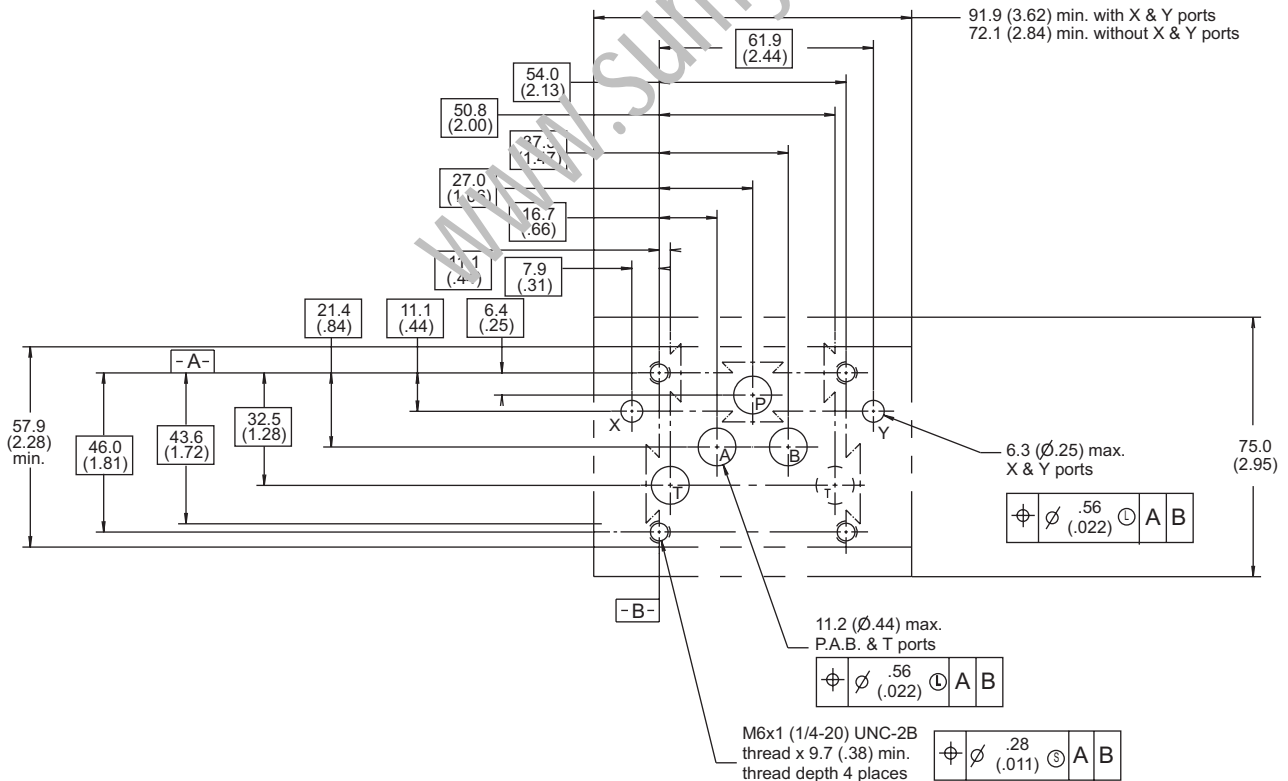 91.9 (3.62) min. with X & Y ports
72.1 (2.84) min. without X & Y ports
61.9
(2.44)
54.0
(2.13)
50.8
(2.00)
27.0
16.7
(.66)
7.9
(.31)
21.4
(.84)
11.1
(.44)
6.4
(.25)
-A-
57.9
(2.28)
min.
46.0
(1.81)
43.6
(1.72)
32.5
(1.28)
X
P
Y
A
B
T
T
6.3 (Ø.25) max.
X & Y ports
⌖ Ø .56 Ⓛ A B
(.022)
75.0
(2.95)
-B-
11.2 (Ø.44) max.
P.A.B. & T ports
⌖ Ø .56 Ⓛ A B
(.022)
M6x1 (1/4-20) UNC-2B
thread x 9.7 (.38) min.
thread depth 4 places
⌖ Ø .28 Ⓢ A B
(.011)